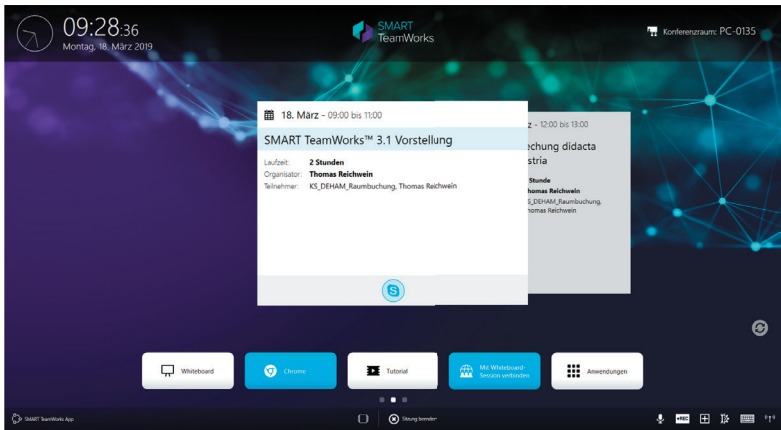 09:28:36
Montag, 18. März 2019
SMART
TeamWorks
Konferenzraum: PC-0135
18. März - 09:00 bis 11:00
SMART TeamWorks™ 3.1 Vorstellung
Laufzeit: 2 Stunden
Organisator: Thomas Reichwein
Teilnehmer: KS_DEHAM_Raumbuchung, Thomas Reichwein
z - 12:00 bis 13:00
echung didacta
stria
Stunde
homas Reichwein
S_DEHAM_Raumbuchung,
homas Reichwein
Whiteboard
Chrome
Tutorial
Mit Whiteboard-
Session verbinden
Anwendungen
SMART TeamWorks App
Sitzung beenden
REC